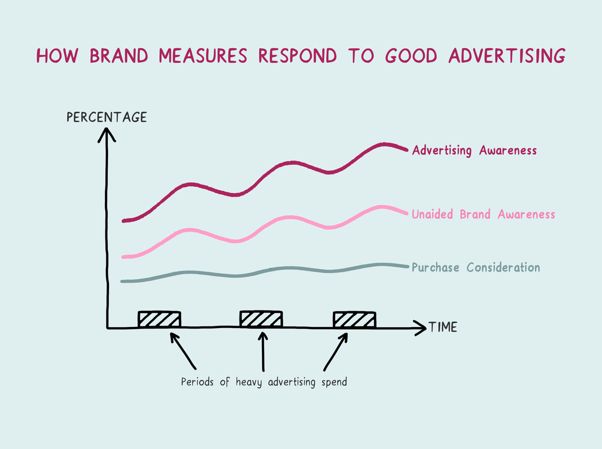 HOW BRAND MEASURES RESPOND TO GOOD ADVERTISING
PERCENTAGE
Advertising Awareness
Unaided Brand Awareness
Purchase Consideration
TIME
Periods of heavy advertising spend